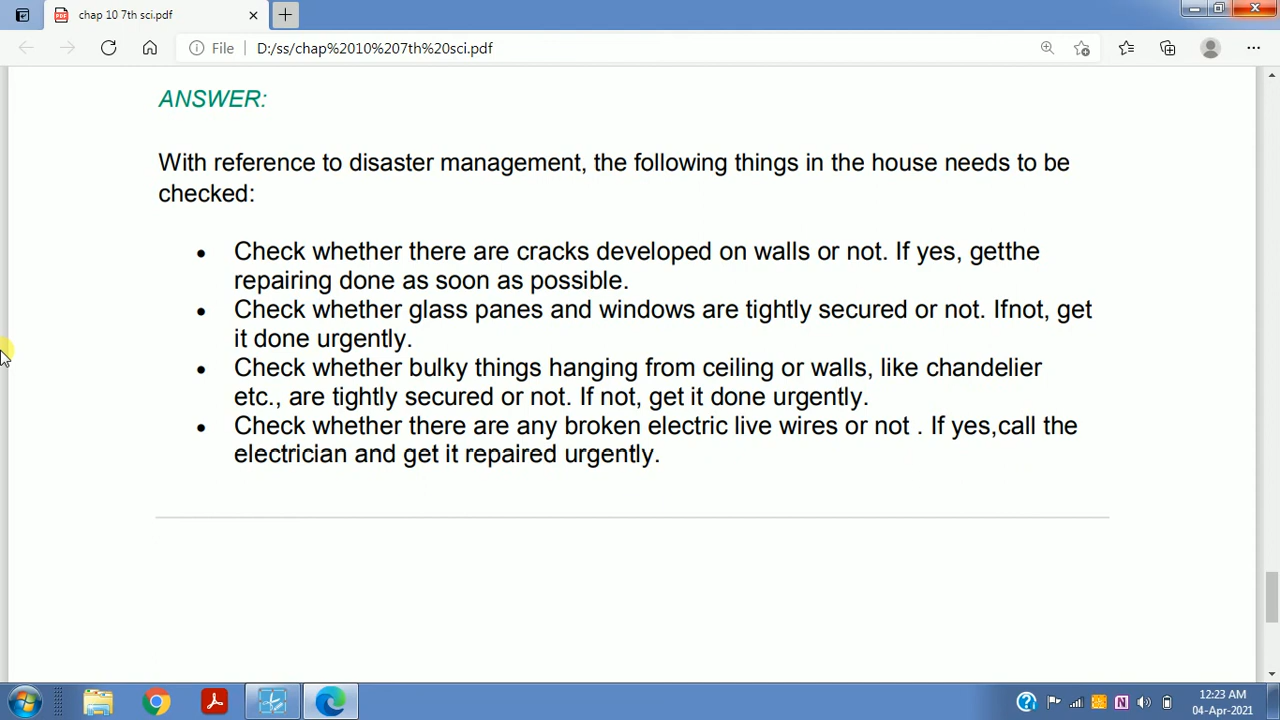 chap 10 7th sci.pdf
File | D:/ss/chap%2010%207th%20sci.pdf
ANSWER:
With reference to disaster management, the following things in the house needs to be
checked:
• Check whether there are cracks developed on walls or not. If yes, getthe
repairing done as soon as possible.
• Check whether glass panes and windows are tightly secured or not. Ifnot, get
it done urgently.
• Check whether bulky things hanging from ceiling or walls, like chandelier
etc., are tightly secured or not. If not, get it done urgently.
• Check whether there are any broken electric live wires or not . If yes,call the
electrician and get it repaired urgently.
12:23 AM
04-Apr-2021